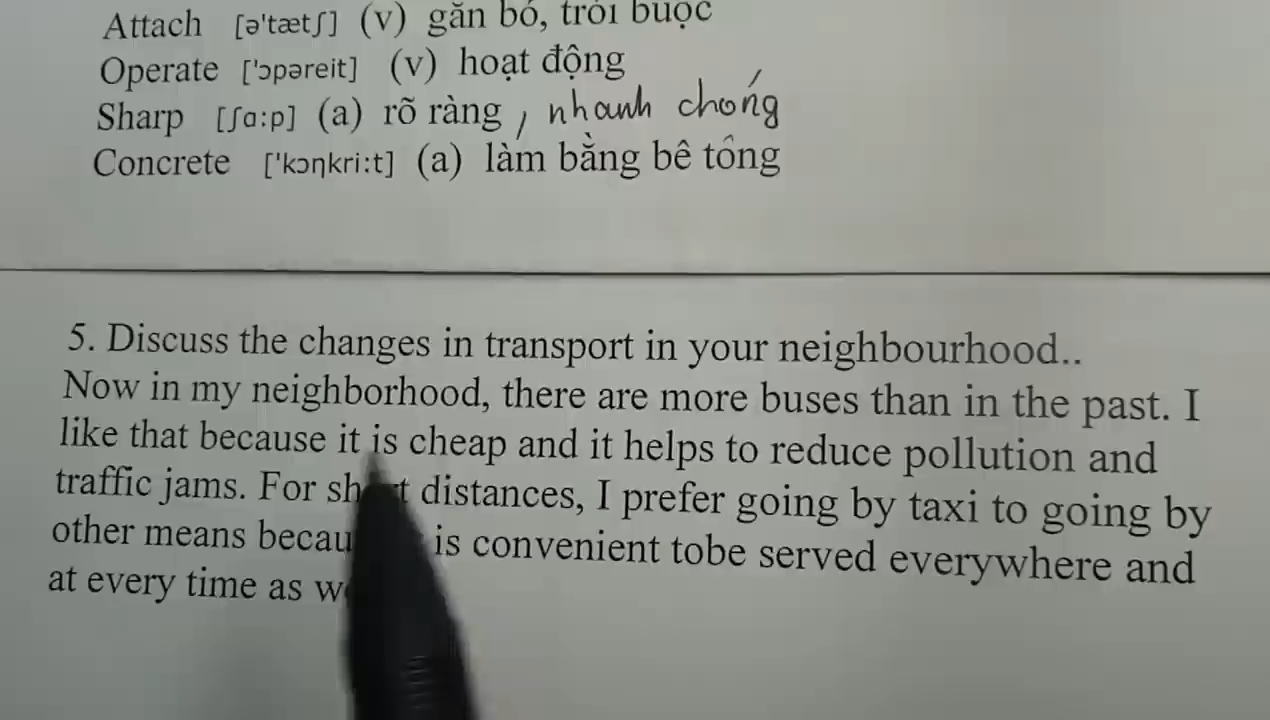 Attach [ə'tætʃ] (v) gắn bó, trói buộc
Operate ['ɔpəreit] (v) hoạt động
Sharp [ʃɑ:p] (a) rõ ràng, nhanh chóng
Concrete ['kɔŋkri:t] (a) làm bằng bê tông
5. Discuss the changes in transport in your neighbourhood..
Now in my neighborhood, there are more buses than in the past. I
like that because it is cheap and it helps to reduce pollution and
traffic jams. For distances, I prefer going by taxi to going by
other means is convenient tobe served everywhere and
at every time as